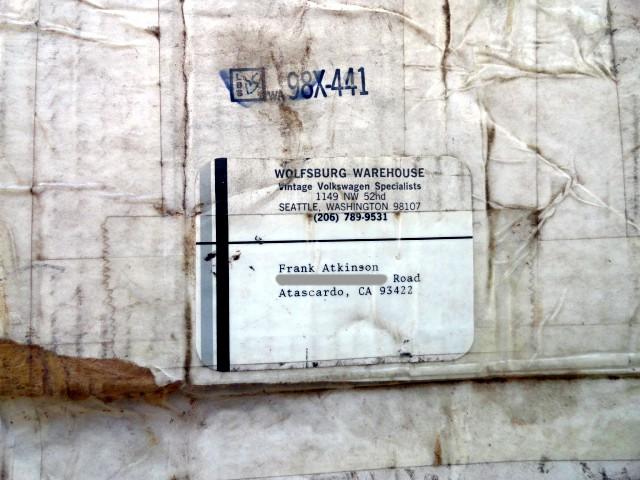 LBS WA 98X-441
WOLFSBURG WAREHOUSE
Vintage Volkswagen Specialists
1149 NW 52nd
SEATTLE, WASHINGTON 98107
(206) 789-9531
Frank Atkinson
Road
Atascardo, CA 93422